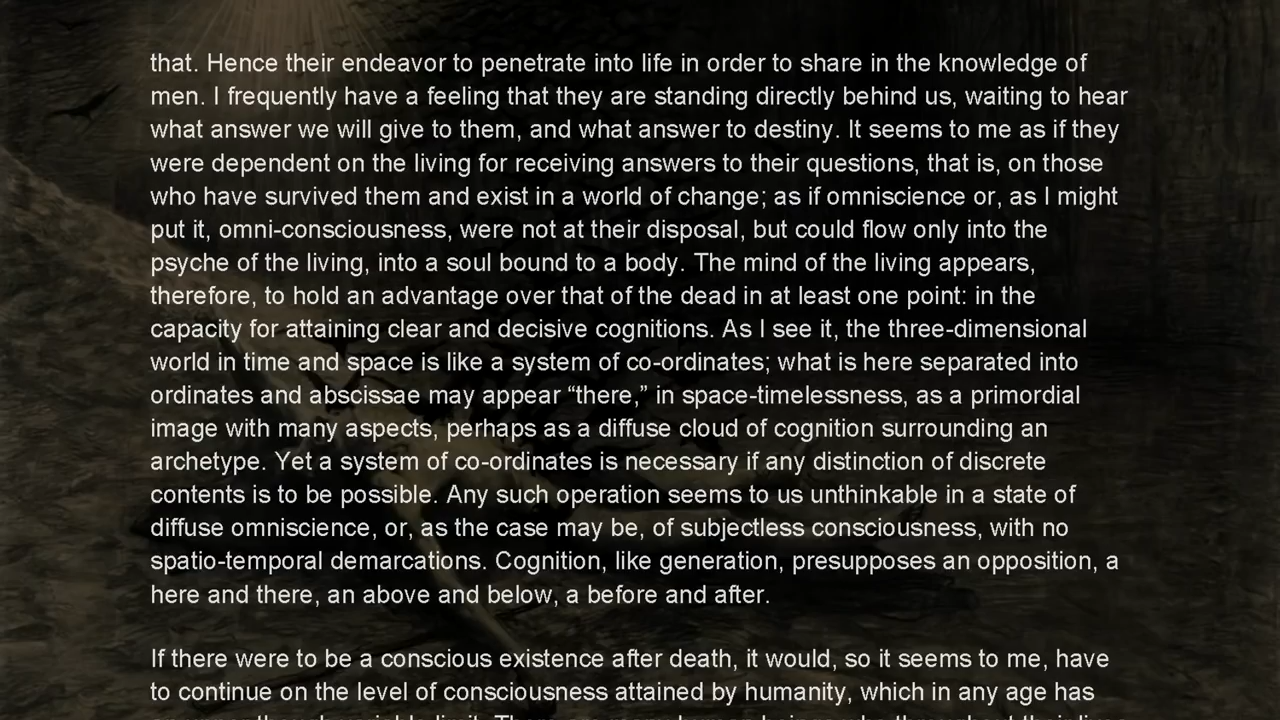 that. Hence their endeavor to penetrate into life in order to share in the knowledge of
men. I frequently have a feeling that they are standing directly behind us, waiting to hear
what answer we will give to them, and what answer to destiny. It seems to me as if they
were dependent on the living for receiving answers to their questions, that is, on those
who have survived them and exist in a world of change; as if omniscience or, as I might
put it, omni-consciousness, were not at their disposal, but could flow only into the
psyche of the living, into a soul bound to a body. The mind of the living appears,
therefore, to hold an advantage over that of the dead in at least one point: in the
capacity for attaining clear and decisive cognitions. As I see it, the three-dimensional
world in time and space is like a system of co-ordinates; what is here separated into
ordinates and abscissae may appear “there,” in space-timelessness, as a primordial
image with many aspects, perhaps as a diffuse cloud of cognition surrounding an
archetype. Yet a system of co-ordinates is necessary if any distinction of discrete
contents is to be possible. Any such operation seems to us unthinkable in a state of
diffuse omniscience, or, as the case may be, of subjectless consciousness, with no
spatio-temporal demarcations. Cognition, like generation, presupposes an opposition, a
here and there, an above and below, a before and after.
If there were to be a conscious existence after death, it would, so it seems to me, have
to continue on the level of consciousness attained by humanity, which in any age has